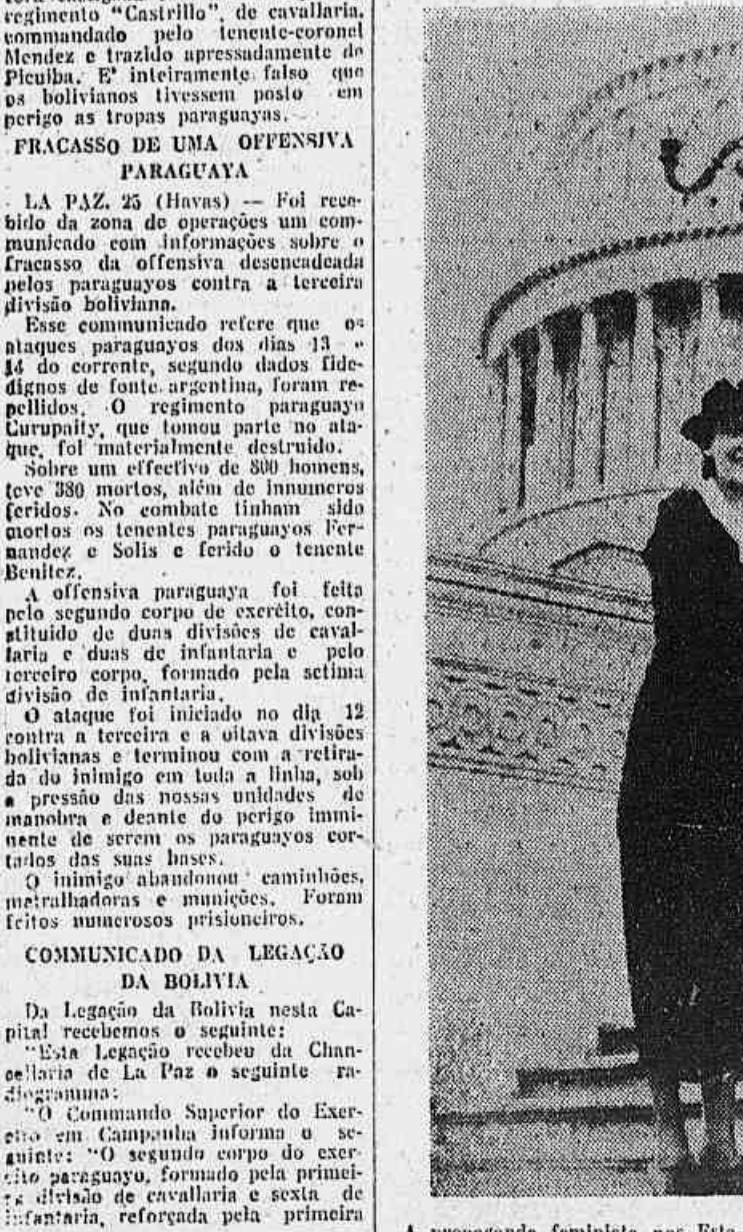 regimento "Castrillo", de cavallaria,
commandado pelo tenente-coronel
Mendez e trazido apressadamente de
Picuiba. E' inteiramente falso que
os bolivianos tivessem posto em
perigo as tropas paraguayas.
FRACASSO DE UMA OFFENSIVA
PARAGUAYA
LA PAZ, 25 (Havas) — Foi rece-
bido da zona de operações um com-
municado com informações sobre o
fracasso da offensiva desencadeada
pelos paraguayos contra a terceira
divisão boliviana.
Esse communicado refere que os
ataques paraguayos dos dias 13 e
14 do corrente, segundo dados fide-
dignos de fonte argentina, foram re-
pellidos. O regimento paraguayo
Curupaity, que tomou parte no ata-
que, foi materialmente destruido.
Sobre um effectivo de 800 homens,
teve 380 mortos, além de innumeros
feridos. No combate tinham sido
mortos os tenentes paraguayos Fer-
nandez e Solis e ferido o tenente
Benitez.
A offensiva paraguaya foi feita
pelo segundo corpo de exercito, con-
stituido de duas divisões de caval-
laria e duas de infantaria e pelo
terceiro corpo, formado pela setima
divisão de infantaria.
O ataque foi iniciado no dia 12
contra a terceira e a oitava divisões
bolivianas e terminou com a retira-
da do inimigo em toda a linha, sob
a pressão das nossas unidades de
manobra e deante do perigo immi-
nente de serem os paraguayos cor-
tados das suas bases.
O inimigo abandonou caminhões,
metralhadoras e munições. Foram
feitos numerosos prisioneiros.
COMMUNICADO DA LEGAÇÃO
DA BOLIVIA
Da Legação da Bolivia nesta Ca-
pital recebemos o seguinte:
"Esta Legação recebeu da Chan-
cellaria de La Paz o seguinte ra-
diogramma:
"O Commando Superior do Exer-
cito em Campanha informa o se-
guinte: "O segundo corpo do exer-
cito paraguayo, formado pela primei-
ra divisão de cavallaria e sexta de
infantaria, reforçada pela primeira
A propaganda feminista nos